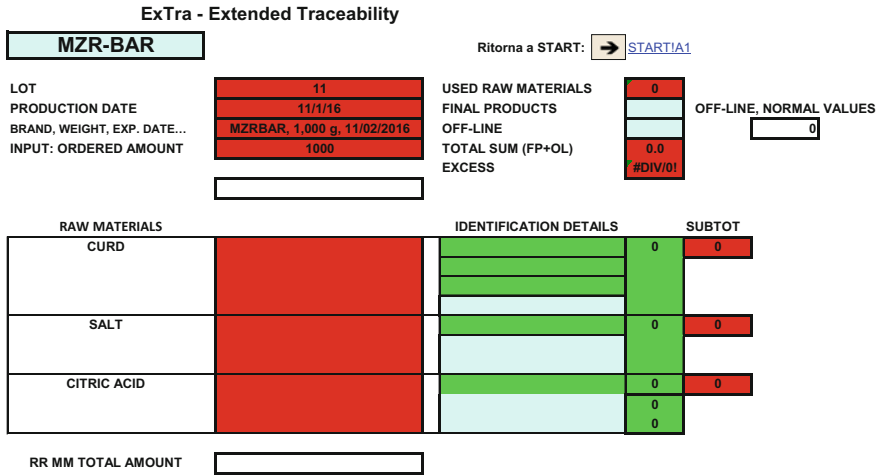 ExTra - Extended Traceability
MZR-BAR
Ritorna a START: START!A1
LOT 11 USED RAW MATERIALS 0
PRODUCTION DATE 11/1/16 FINAL PRODUCTS OFF-LINE, NORMAL VALUES
BRAND, WEIGHT, EXP. DATE... MZRBAR, 1,000 g, 11/02/2016 OFF-LINE 0
INPUT: ORDERED AMOUNT 1000 TOTAL SUM (FP+OL) 0.0
EXCESS #DIV/0!
RAW MATERIALS IDENTIFICATION DETAILS SUBTOT
CURD 0 0
SALT 0 0
CITRIC ACID 0 0
0
0
RR MM TOTAL AMOUNT